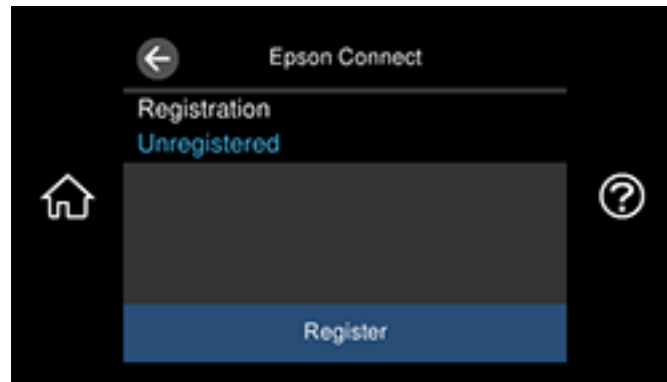 Epson Connect
Registration
Unregistered
?
Register